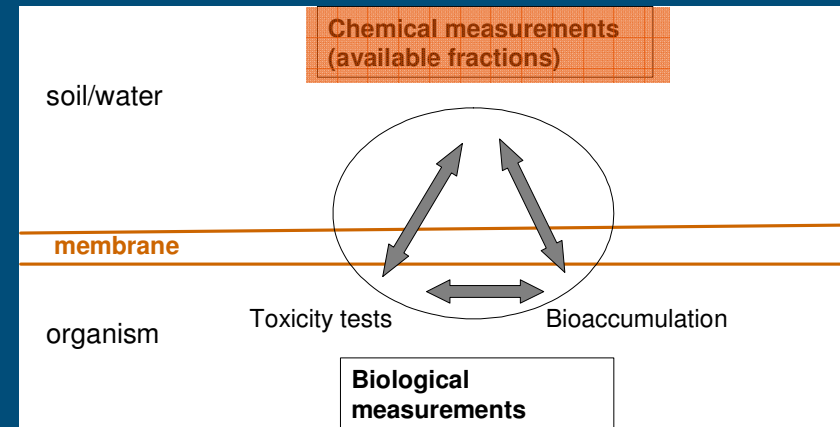 Chemical measurements
(available fractions)
soil/water
membrane
Toxicity tests
Bioaccumulation
organism
Biological
measurements